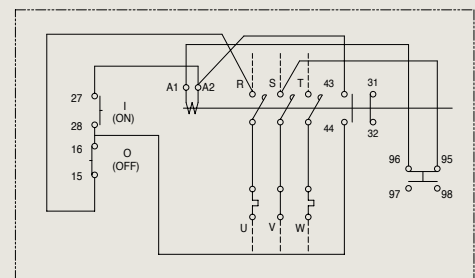 A1 A2 R S T 43 31
27 I
(ON)
28
16 O
(OFF)
15
44 32
96 95
97 98
U V W